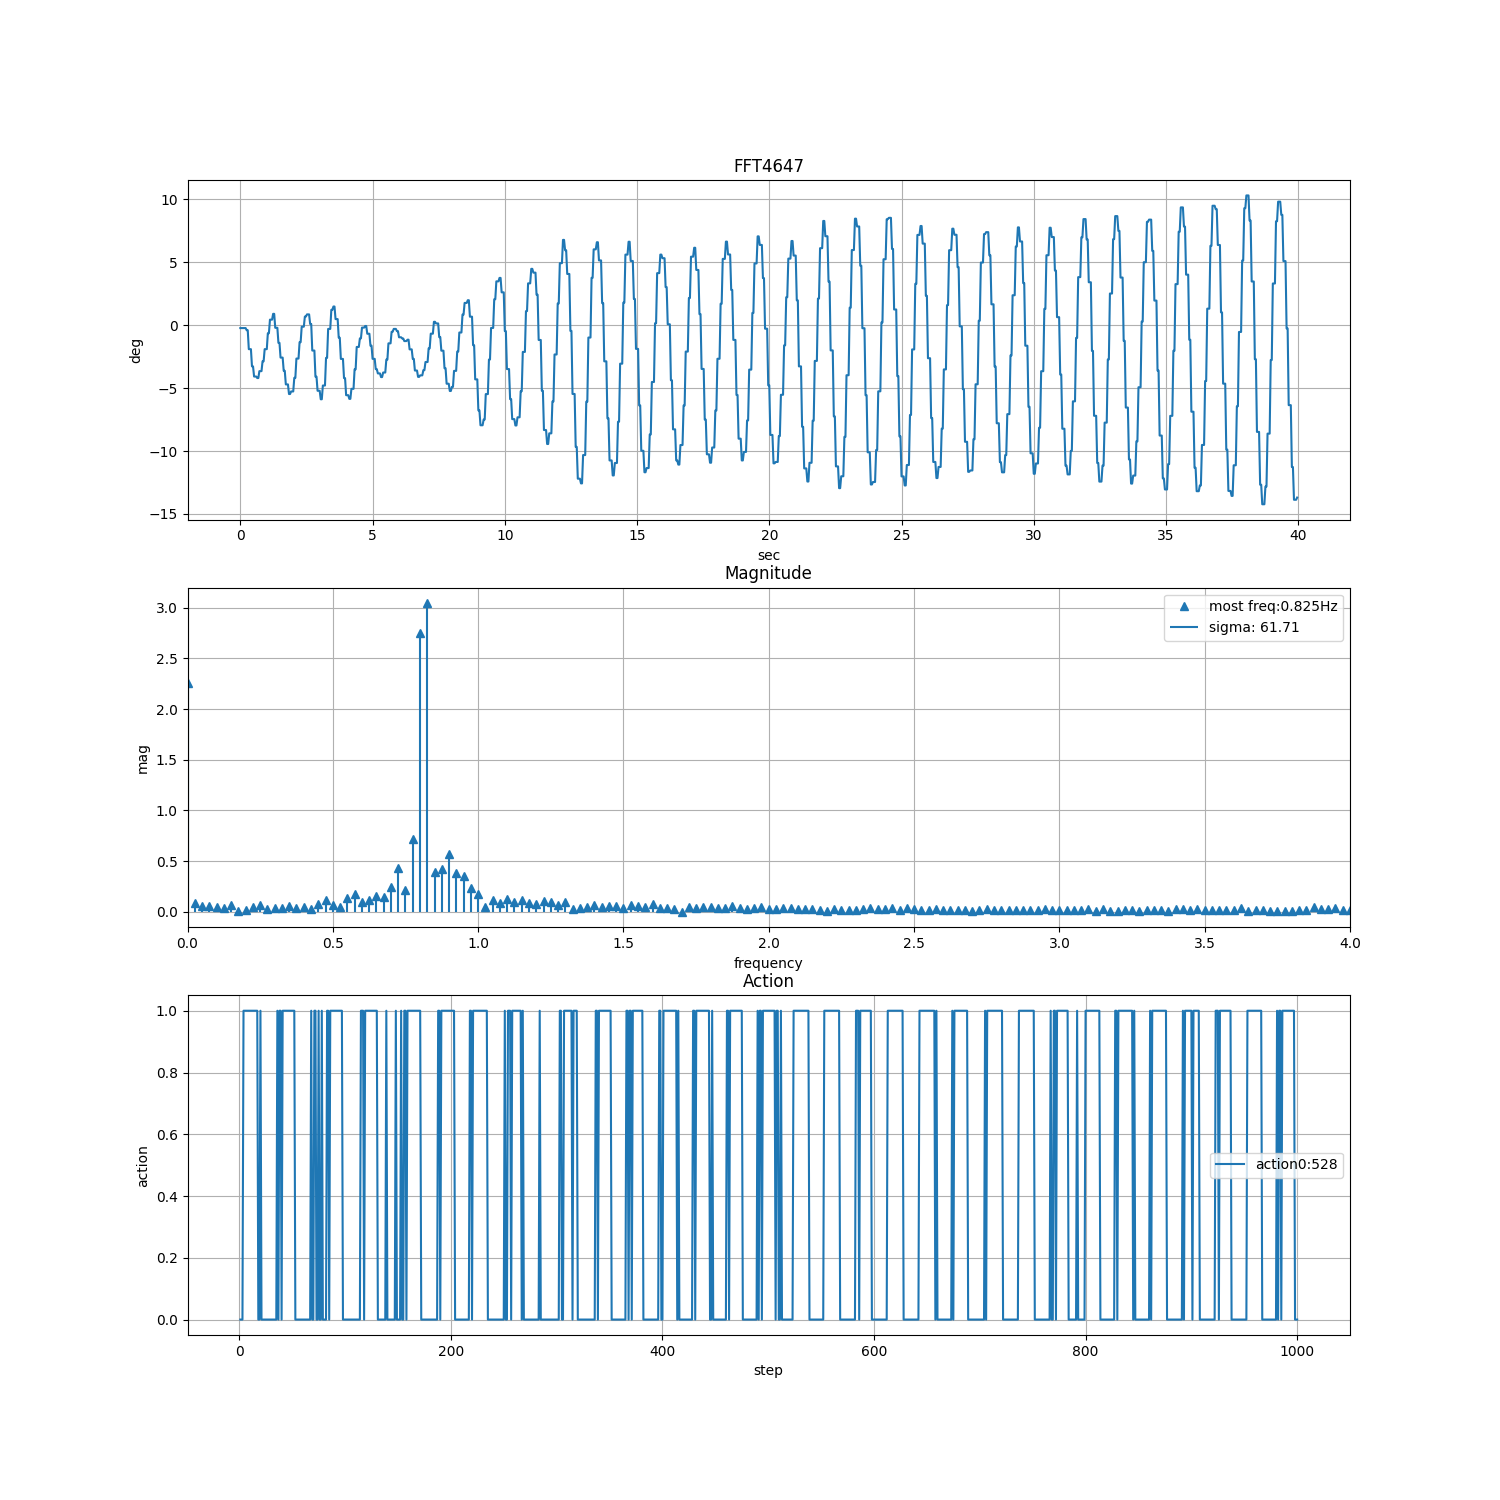 FFT4647
10
5
0
−5
−10
−15
deg
0 5 10 15 20 25 30 35 40
sec
Magnitude
3.0
2.5
2.0
1.5
1.0
0.5
0.0
mag
most freq:0.825Hz
sigma: 61.71
0.0 0.5 1.0 1.5 2.0 2.5 3.0 3.5 4.0
frequency
Action
1.0
0.8
0.6
0.4
0.2
0.0
action
action0:528
0 200 400 600 800 1000
step